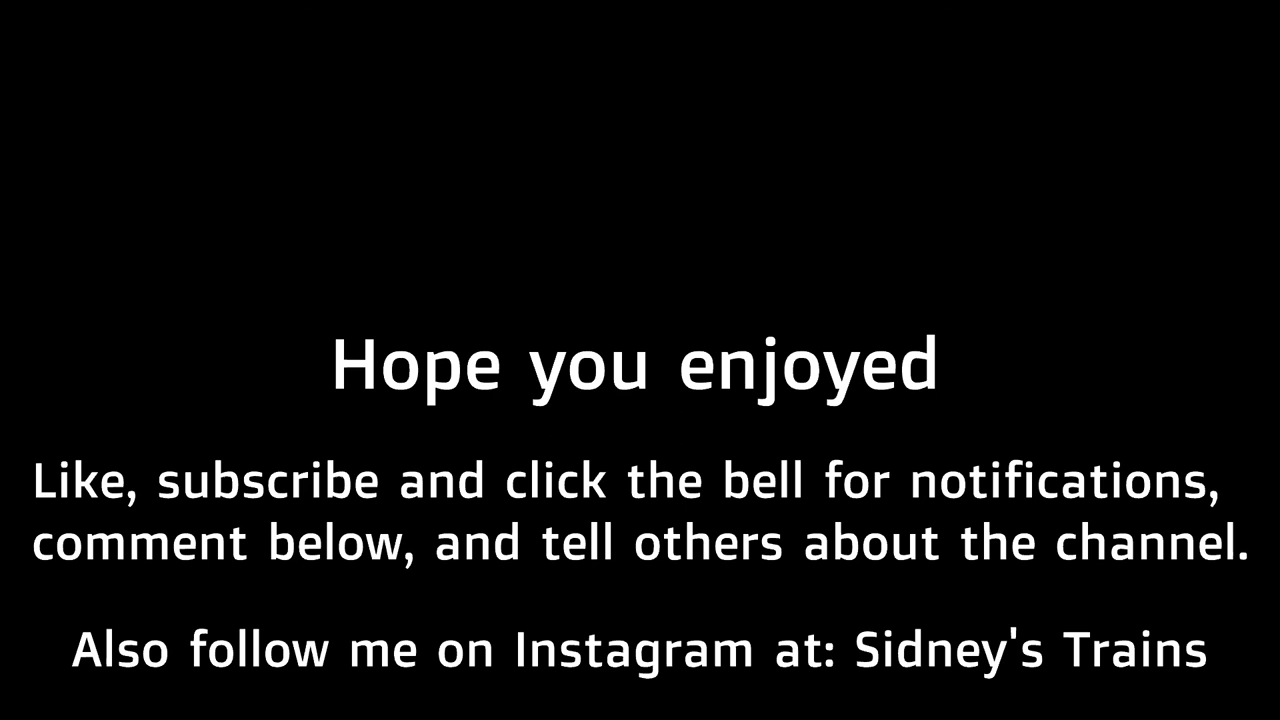 Hope you enjoyed
Like, subscribe and click the bell for notifications,
comment below, and tell others about the channel.
Also follow me on Instagram at: Sidney's Trains